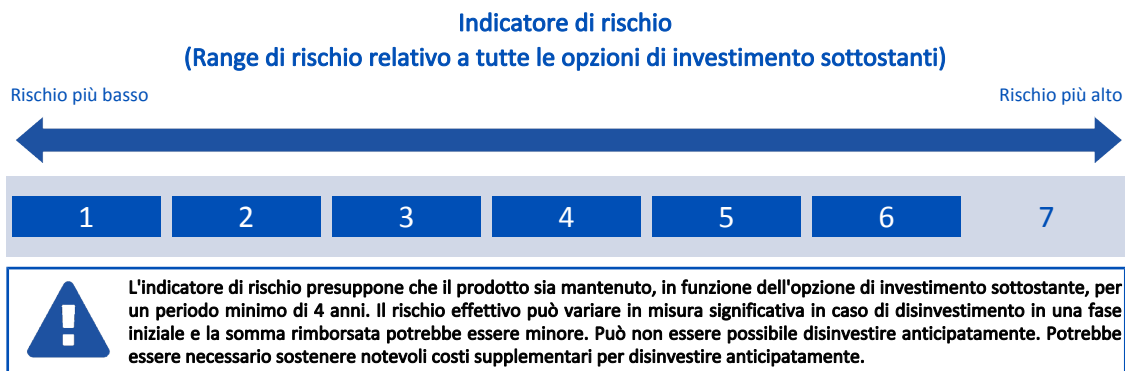 Indicatore di rischio
(Range di rischio relativo a tutte le opzioni di investimento sottostanti)
Rischio più basso
Rischio più alto
1 2 3 4 5 6 7
L'indicatore di rischio presuppone che il prodotto sia mantenuto, in funzione dell'opzione di investimento sottostante, per
un periodo minimo di 4 anni. Il rischio effettivo può variare in misura significativa in caso di disinvestimento in una fase
iniziale e la somma rimborsata potrebbe essere minore. Può non essere possibile disinvestire anticipatamente. Potrebbe
essere necessario sostenere notevoli costi supplementari per disinvestire anticipatamente.